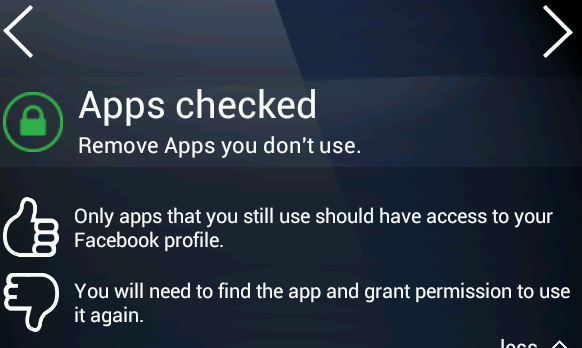 Apps checked
Remove Apps you don't use.
Only apps that you still use should have access to your
Facebook profile.
You will need to find the app and grant permission to use
it again.
less